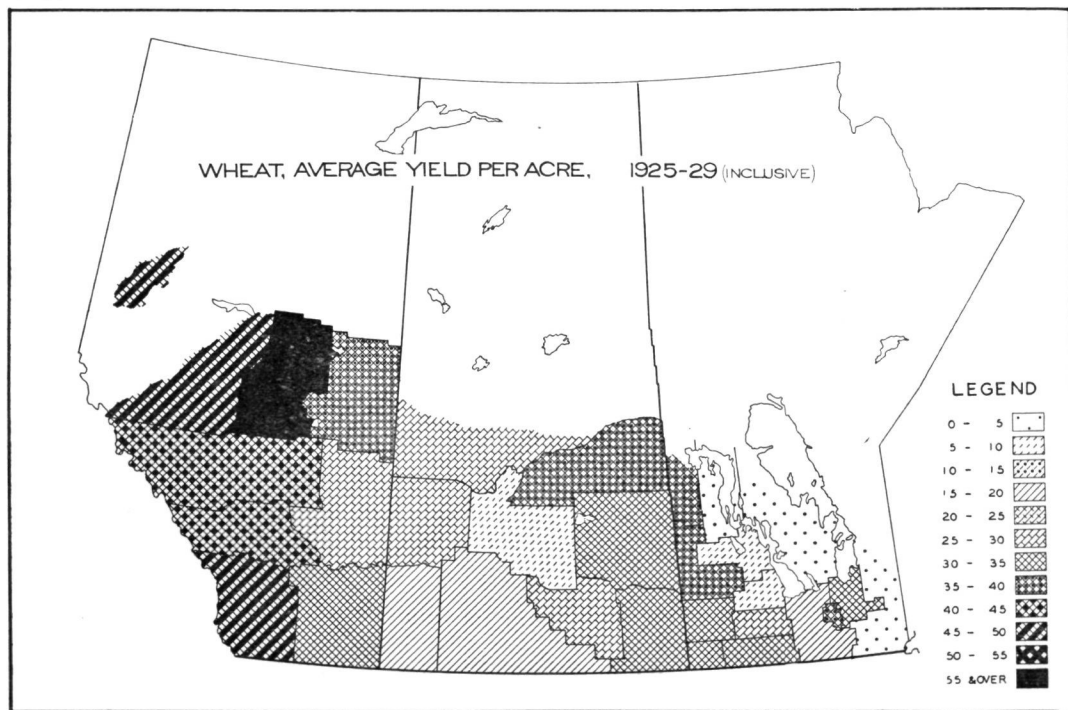 WHEAT, AVERAGE YIELD PER ACRE, 1925-29 (INCLUSIVE)
LEGEND
0 - 5
5 - 10
10 - 15
15 - 20
20 - 25
25 - 30
30 - 35
35 - 40
40 - 45
45 - 50
50 - 55
55 & OVER